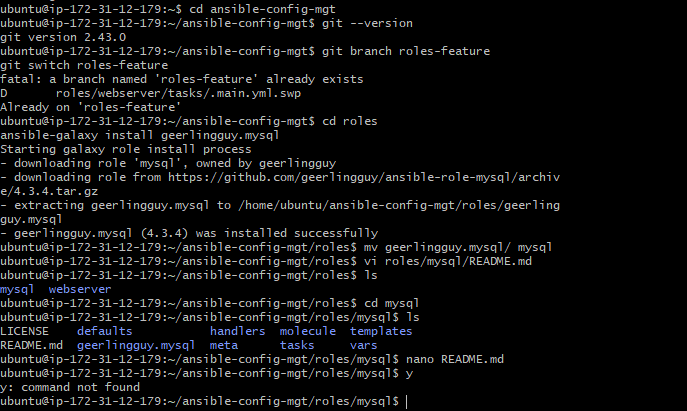 ubuntu@ip-172-31-12-179:~$ cd ansible-config-mgt
ubuntu@ip-172-31-12-179:~/ansible-config-mgt$ git --version
git version 2.43.0
ubuntu@ip-172-31-12-179:~/ansible-config-mgt$ git branch roles-feature
git switch roles-feature
fatal: a branch named 'roles-feature' already exists
D       roles/webserver/tasks/.main.yml.swp
Already on 'roles-feature'
ubuntu@ip-172-31-12-179:~/ansible-config-mgt$ cd roles
ansible-galaxy install geerlingguy.mysql
Starting galaxy role install process
- downloading role 'mysql', owned by geerlingguy
- downloading role from https://github.com/geerlingguy/ansible-role-mysql/archiv
e/4.3.4.tar.gz
- extracting geerlingguy.mysql to /home/ubuntu/ansible-config-mgt/roles/geerling
guy.mysql
- geerlingguy.mysql (4.3.4) was installed successfully
ubuntu@ip-172-31-12-179:~/ansible-config-mgt/roles$ mv geerlingguy.mysql/ mysql
ubuntu@ip-172-31-12-179:~/ansible-config-mgt/roles$ vi roles/mysql/README.md
ubuntu@ip-172-31-12-179:~/ansible-config-mgt/roles$ ls
mysql  webserver
ubuntu@ip-172-31-12-179:~/ansible-config-mgt/roles$ cd mysql
ubuntu@ip-172-31-12-179:~/ansible-config-mgt/roles/mysql$ ls
LICENSE    defaults           handlers  molecule  templates
README.md  geerlingguy.mysql  meta      tasks     vars
ubuntu@ip-172-31-12-179:~/ansible-config-mgt/roles/mysql$ nano README.md
ubuntu@ip-172-31-12-179:~/ansible-config-mgt/roles/mysql$ y
y: command not found
ubuntu@ip-172-31-12-179:~/ansible-config-mgt/roles/mysql$